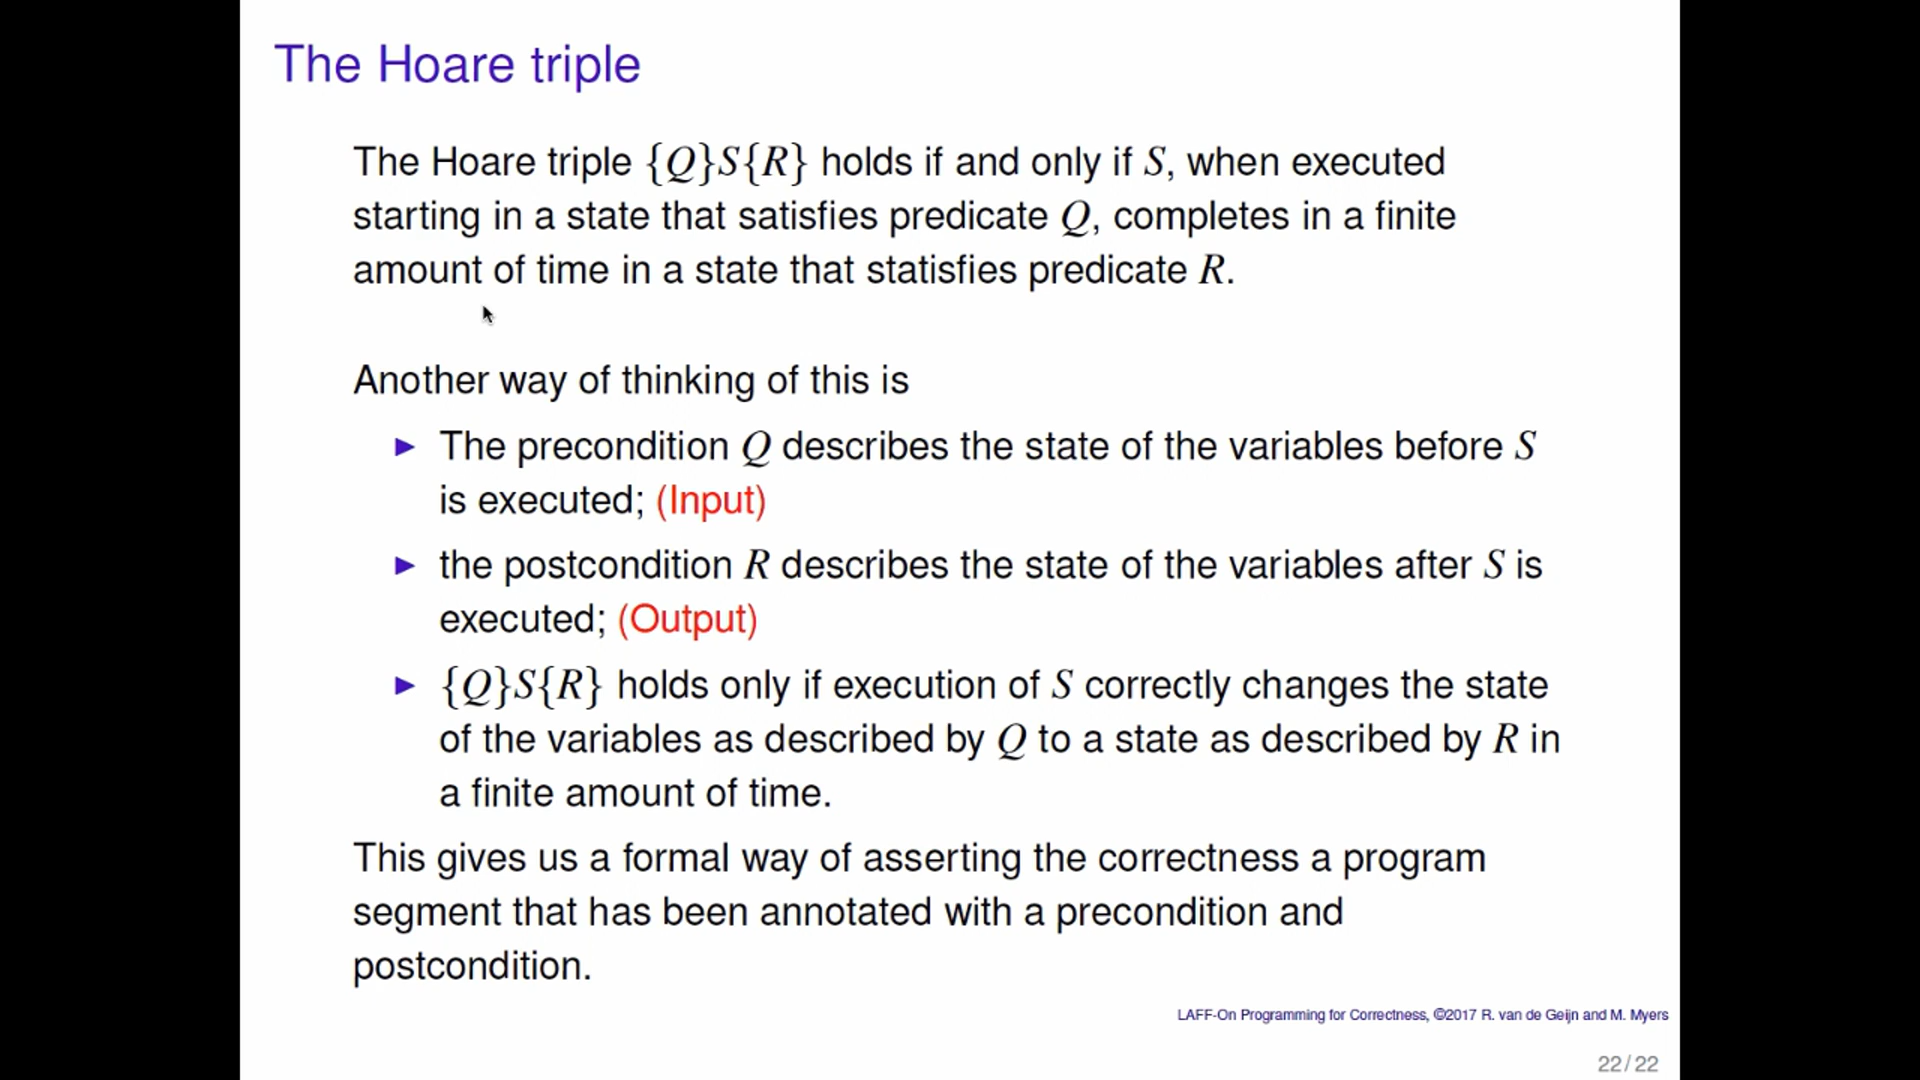 The Hoare triple
The Hoare triple {Q}S{R} holds if and only if S, when executed
starting in a state that satisfies predicate Q, completes in a finite
amount of time in a state that statisfies predicate R.
Another way of thinking of this is
▶ The precondition Q describes the state of the variables before S
is executed; (Input)
▶ the postcondition R describes the state of the variables after S is
executed; (Output)
▶ {Q}S{R} holds only if execution of S correctly changes the state
of the variables as described by Q to a state as described by R in
a finite amount of time.
This gives us a formal way of asserting the correctness a program
segment that has been annotated with a precondition and
postcondition.
LAFF-On Programming for Correctness, ©2017 R. van de Geijn and M. Myers
22/22